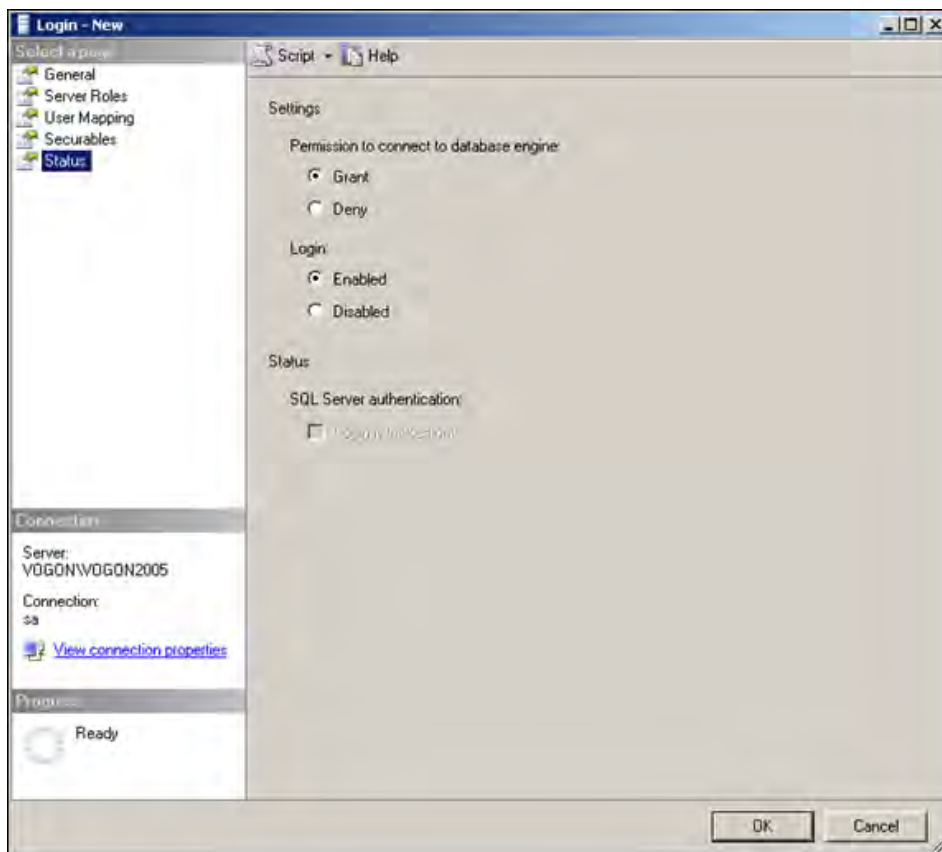 Login - New
Select a page
General
Server Roles
User Mapping
Securables
Status
Script
Help
Settings
Permission to connect to database engine:
Grant
Deny
Login:
Enabled
Disabled
Status
SQL Server authentication:
Connection
Server:
VOGON\VOGON2005
Connection:
sa
View connection properties
Progress
Ready
OK
Cancel